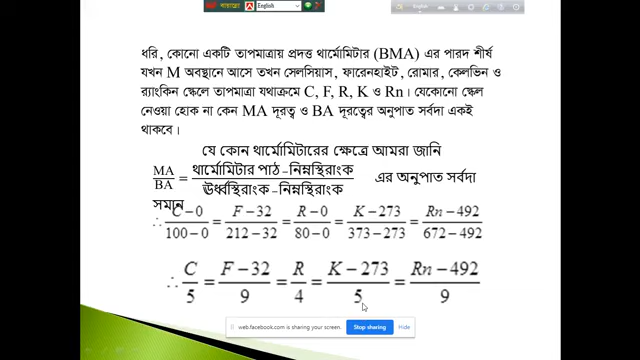 English
English
ধরি, কোনো একটি তাপমাত্রায় প্রদত্ত থার্মোমিটার (BMA) এর পারদ শীর্ষ
যখন M অবস্থানে আসে তখন সেলসিয়াস, ফারেনহাইট, রোমার, কেলভিন ও
র‍্যাংকিন স্কেলে তাপমাত্রা যথাক্রমে C, F, R, K ও Rn। যেকোনো স্কেল
নেওয়া হোক না কেন MA দূরত্ব ও BA দূরত্বের অনুপাত সর্বদা একই
থাকবে।
যে কোন থার্মোমিটারের ক্ষেত্রে আমরা জানি
MA/BA = থার্মোমিটার পাঠ - নিম্নস্থিরাংক / ঊর্ধ্বস্থিরাংক - নিম্নস্থিরাংক এর অনুপাত সর্বদা
সমান
∴ C-0/100-0 = F-32/212-32 = R-0/80-0 = K-273/373-273 = Rn-492/672-492
∴ C/5 = F-32/9 = R/4 = K-273/5 = Rn-492/9
web.facebook.com is sharing your screen. Stop sharing Hide